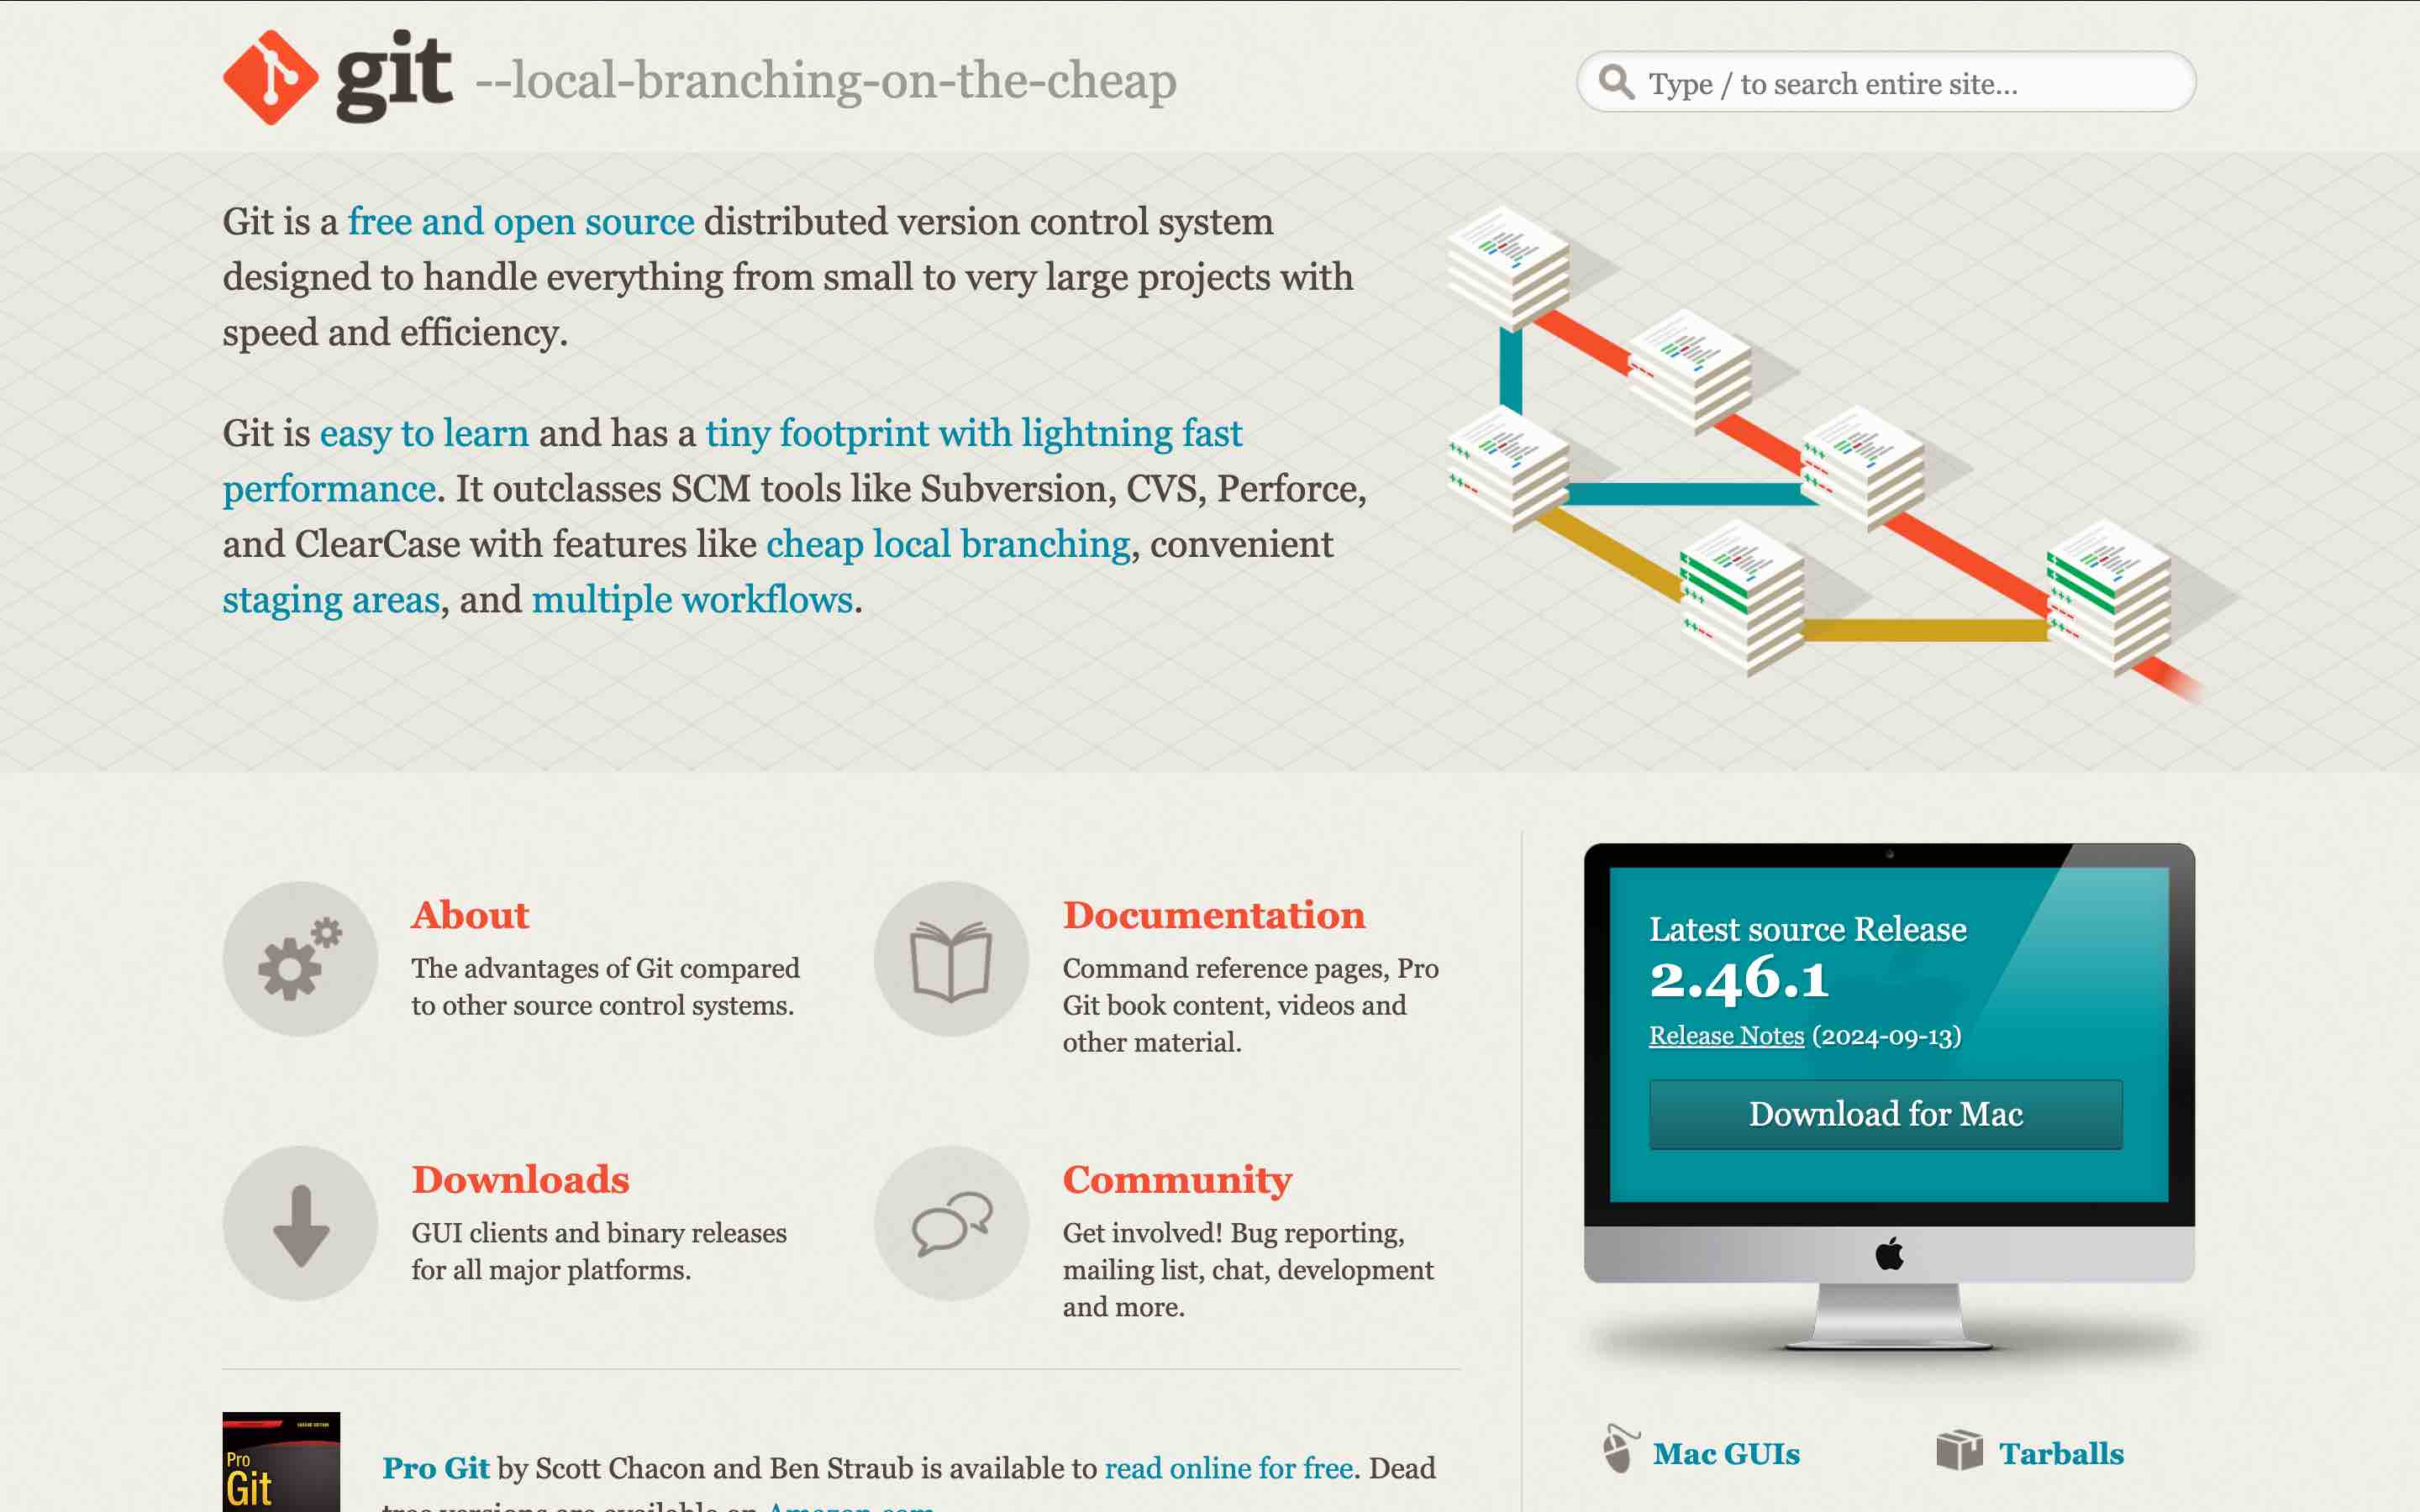 git --local-branching-on-the-cheap
Type / to search entire site...
Git is a free and open source distributed version control system
designed to handle everything from small to very large projects with
speed and efficiency.
Git is easy to learn and has a tiny footprint with lightning fast
performance. It outclasses SCM tools like Subversion, CVS, Perforce,
and ClearCase with features like cheap local branching, convenient
staging areas, and multiple workflows.
About
The advantages of Git compared
to other source control systems.
Documentation
Command reference pages, Pro
Git book content, videos and
other material.
Downloads
GUI clients and binary releases
for all major platforms.
Community
Get involved! Bug reporting,
mailing list, chat, development
and more.
Latest source Release
2.46.1
Release Notes (2024-09-13)
Download for Mac
Mac GUIs
Tarballs
Pro
Git
Pro Git by Scott Chacon and Ben Straub is available to read online for free. Dead
tree versions are available on Amazon.com.